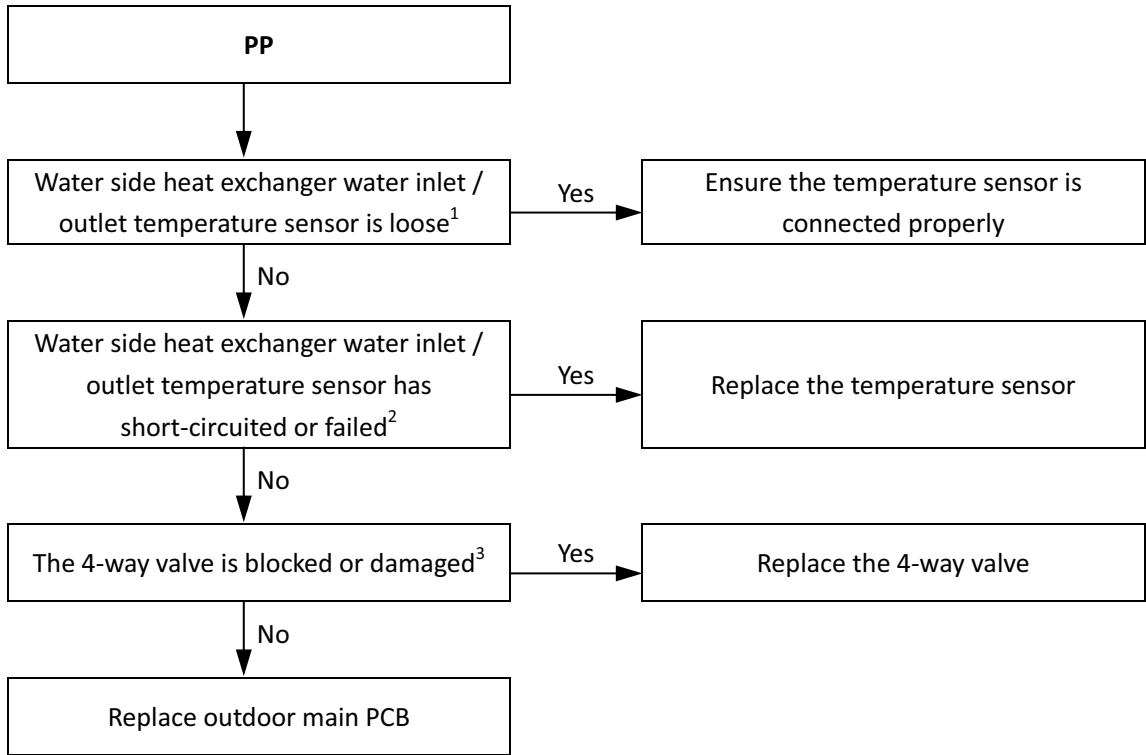 PP
Water side heat exchanger water inlet /
outlet temperature sensor is loose¹
Yes
Ensure the temperature sensor is
connected properly
No
Water side heat exchanger water inlet /
outlet temperature sensor has
short-circuited or failed²
Yes
Replace the temperature sensor
No
The 4-way valve is blocked or damaged³
Yes
Replace the 4-way valve
No
Replace outdoor main PCB